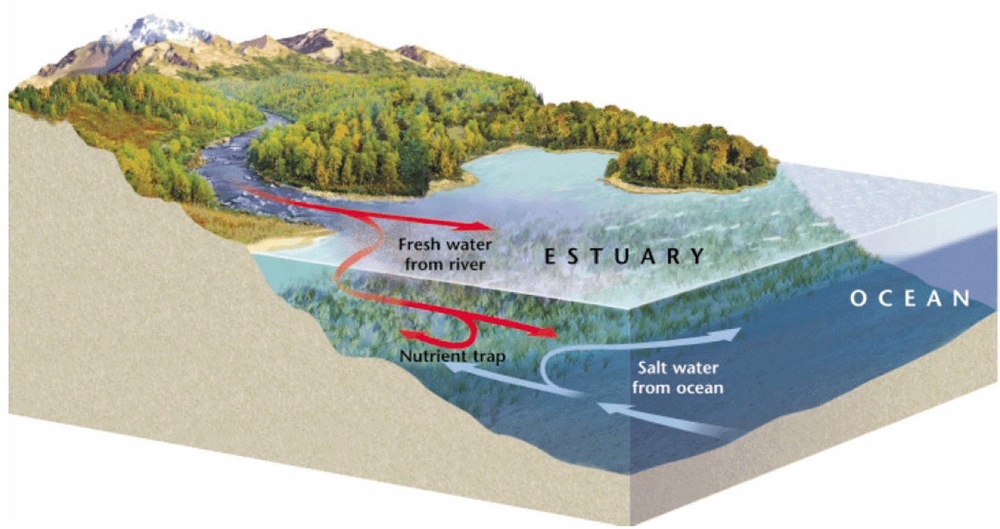 Fresh water
from river
ESTUARY
OCEAN
Nutrient trap
Salt water
from ocean